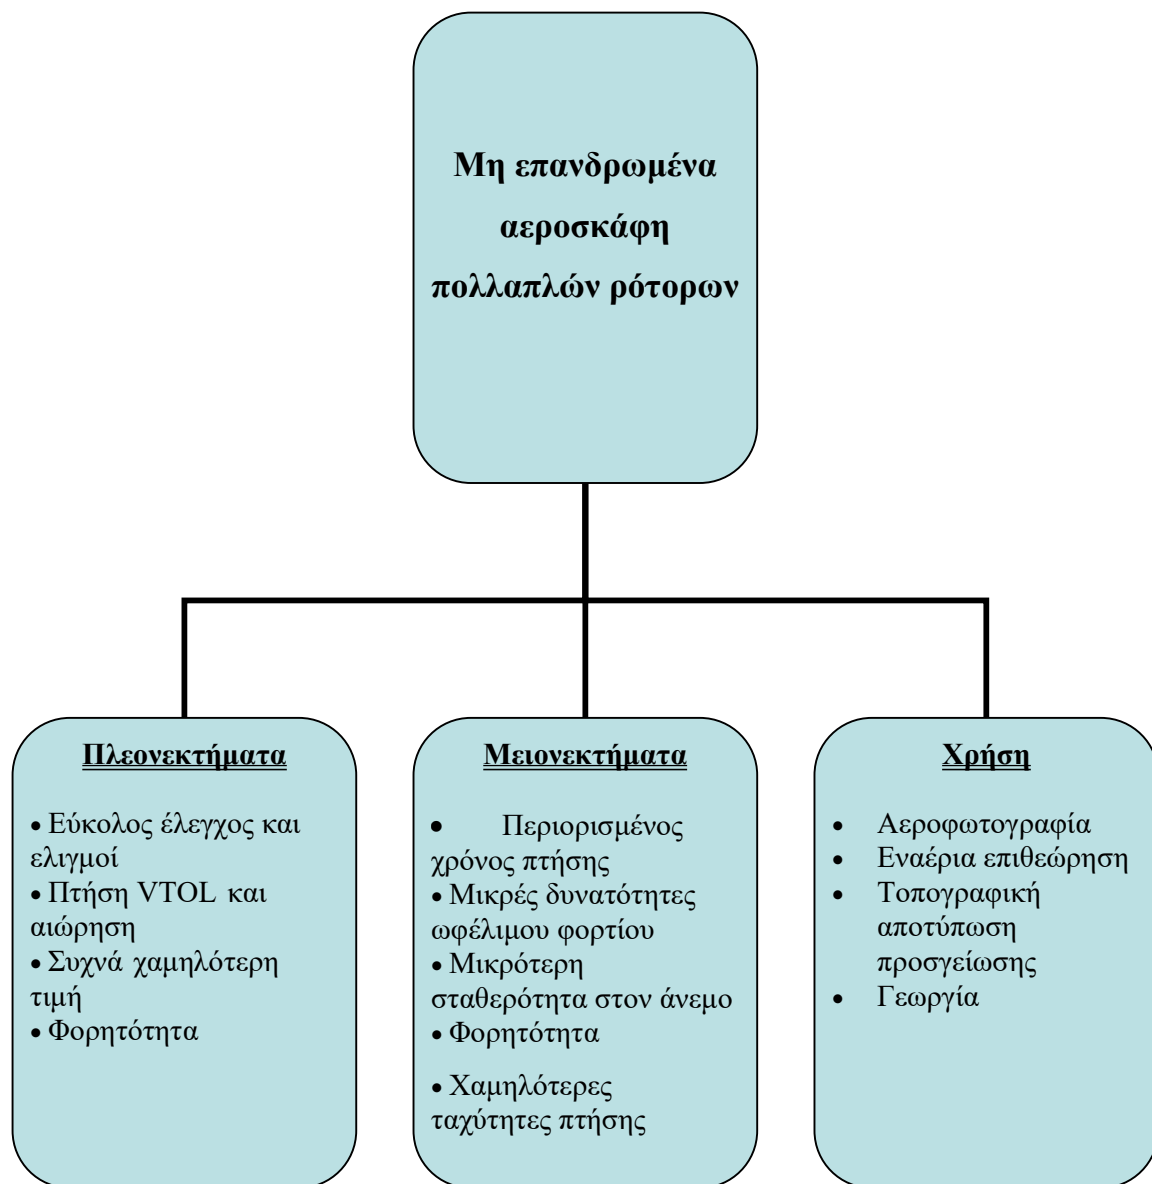 Μη επανδρωμένα
αεροσκάφη
πολλαπλών ρότορων
Πλεονεκτήματα
• Εύκολος έλεγχος και
ελιγμοί
• Πτήση VTOL και
αιώρηση
• Συχνά χαμηλότερη
τιμή
• Φορητότητα
Μειονεκτήματα
• Περιορισμένος
χρόνος πτήσης
• Μικρές δυνατότητες
ωφέλιμου φορτίου
• Μικρότερη
σταθερότητα στον άνεμο
• Φορητότητα
• Χαμηλότερες
ταχύτητες πτήσης
Χρήση
• Αεροφωτογραφία
• Εναέρια επιθεώρηση
• Τοπογραφική
αποτύπωση
προσγείωσης
• Γεωργία